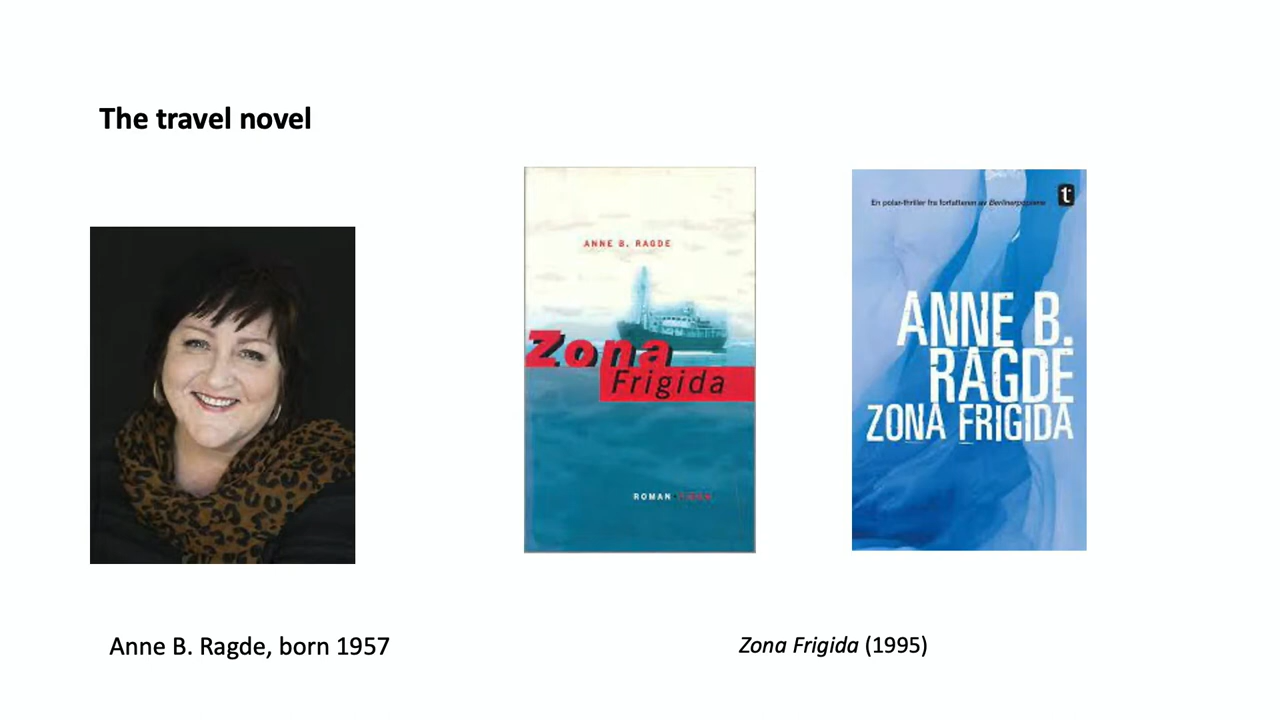 The travel novel
ANNE B. RAGDE
Zona
Frigida
ROMAN
En polar-thriller fra forfatteren av Berlinerpoplene
t
ANNE B.
RAGDE
ZONA FRIGIDA
Anne B. Ragde, born 1957
Zona Frigida (1995)